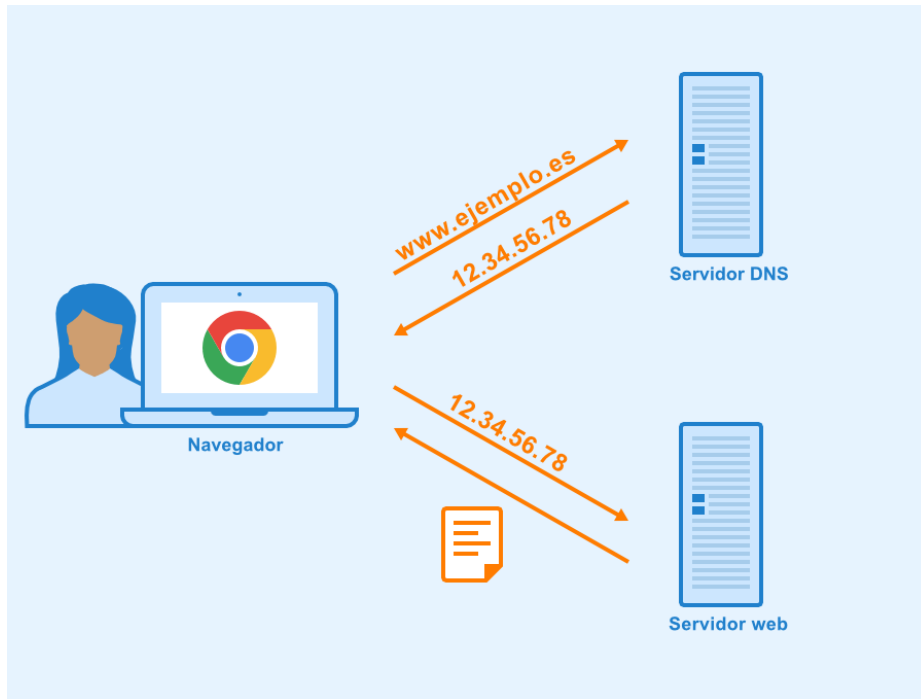 www.ejemplo.es
12.34.56.78
Servidor DNS
Navegador
12.34.56.78
Servidor web